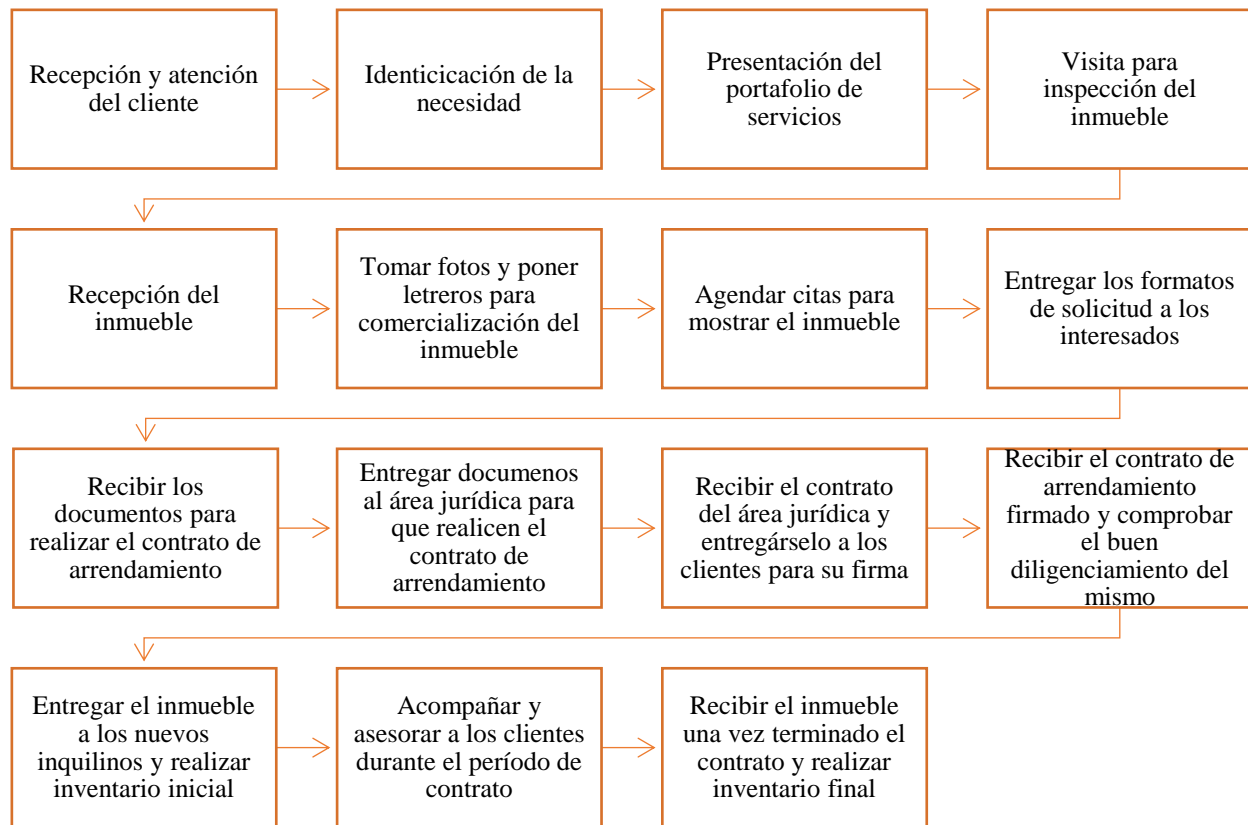 Recepción y atención
del cliente
Identicicación de la
necesidad
Presentación del
portafolio de
servicios
Visita para
inspección del
inmueble
Recepción del
inmueble
Tomar fotos y poner
letreros para
comercialización del
inmueble
Agendar citas para
mostrar el inmueble
Entregar los formatos
de solicitud a los
interesados
Recibir los
documentos para
realizar el contrato de
arrendamiento
Entregar documenos
al área jurídica para
que realicen el
contrato de
arrendamiento
Recibir el contrato
del área jurídica y
entregárselo a los
clientes para su firma
Recibir el contrato de
arrendamiento
firmado y comprobar
el buen
diligenciamiento del
mismo
Entregar el inmueble
a los nuevos
inquilinos y realizar
inventario inicial
Acompañar y
asesorar a los clientes
durante el período de
contrato
Recibir el inmueble
una vez terminado el
contrato y realizar
inventario final